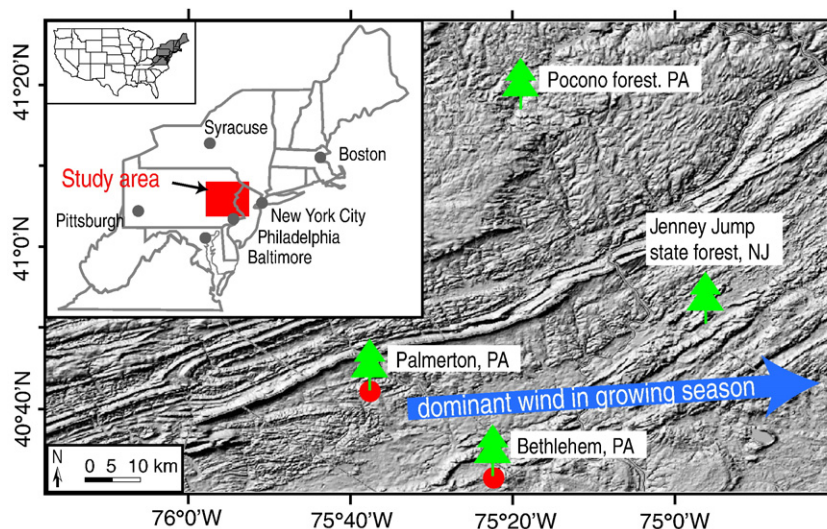 Syracuse
Boston
Study area
Pittsburgh
New York City
Philadelphia
Baltimore
Pocono forest. PA
Jenney Jump
state forest, NJ
Palmerton, PA
dominant wind in growing season
Bethlehem, PA
N
0 5 10 km
41°20'N
41°0'N
40°40'N
76°0'W
75°40'W
75°20'W
75°0'W